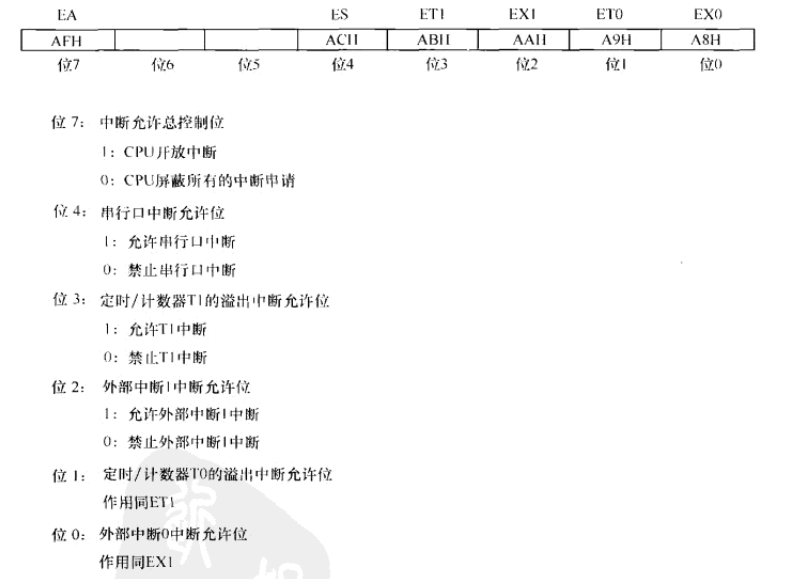 EA ES ET1 EX1 ET0 EX0
AFH ACH ABH AAH A9H A8H
位7 位6 位5 位4 位3 位2 位1 位0
位 7： 中断允许总控制位
1：CPU开放中断
0：CPU屏蔽所有的中断申请
位 4： 串行口中断允许位
1：允许串行口中断
0：禁止串行口中断
位 3：定时/计数器T1的溢出中断允许位
1：允许T1中断
0：禁止T1中断
位 2： 外部中断1中断允许位
1：允许外部中断1中断
0：禁止外部中断1中断
位 1： 定时/计数器T0的溢出中断允许位
作用同ET1
位 0：外部中断0中断允许位
作用同EX1